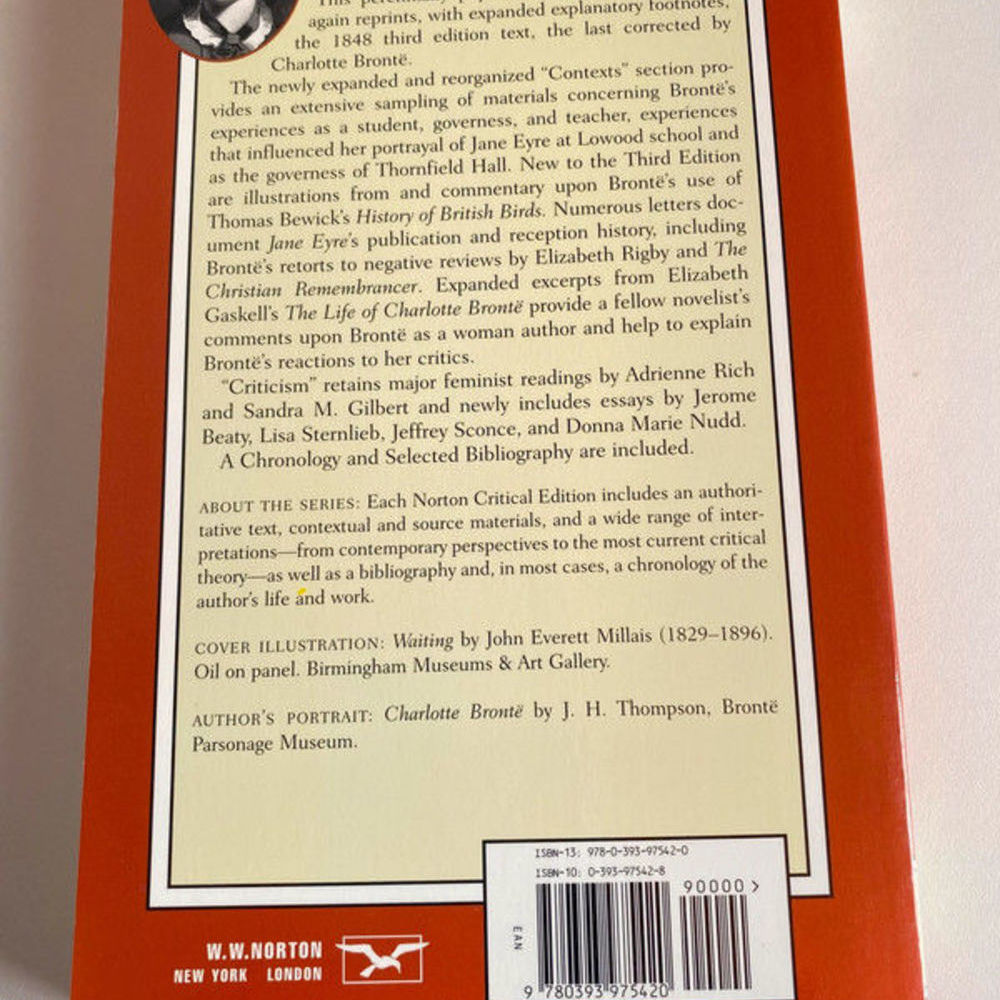 This perennially
again reprints, with expanded explanatory footnotes,
the 1848 third edition text, the last corrected by
Charlotte Brontë.
The newly expanded and reorganized “Contexts” section pro-
vides an extensive sampling of materials concerning Brontë’s
experiences as a student, governess, and teacher, experiences
that influenced her portrayal of Jane Eyre at Lowood school and
as the governess of Thornfield Hall. New to the Third Edition
are illustrations from and commentary upon Brontë’s use of
Thomas Bewick’s History of British Birds. Numerous letters doc-
ument Jane Eyre’s publication and reception history, including
Brontë’s retorts to negative reviews by Elizabeth Rigby and The
Christian Remembrancer. Expanded excerpts from Elizabeth
Gaskell’s The Life of Charlotte Brontë provide a fellow novelist’s
comments upon Brontë as a woman author and help to explain
Brontë’s reactions to her critics.
“Criticism” retains major feminist readings by Adrienne Rich
and Sandra M. Gilbert and newly includes essays by Jerome
Beaty, Lisa Sternlieb, Jeffrey Sconce, and Donna Marie Nudd.
A Chronology and Selected Bibliography are included.
ABOUT THE SERIES: Each Norton Critical Edition includes an authori-
tative text, contextual and source materials, and a wide range of inter-
pretations—from contemporary perspectives to the most current critical
theory—as well as a bibliography and, in most cases, a chronology of the
author’s life and work.
COVER ILLUSTRATION: Waiting by John Everett Millais (1829–1896).
Oil on panel. Birmingham Museums & Art Gallery.
AUTHOR’S PORTRAIT: Charlotte Brontë by J. H. Thompson, Brontë
Parsonage Museum.
ISBN-13: 978-0-393-97542-0
ISBN-10: 0-393-97542-8
90000>
EAN
9 780393 975420
W.W.NORTON
NEW YORK LONDON